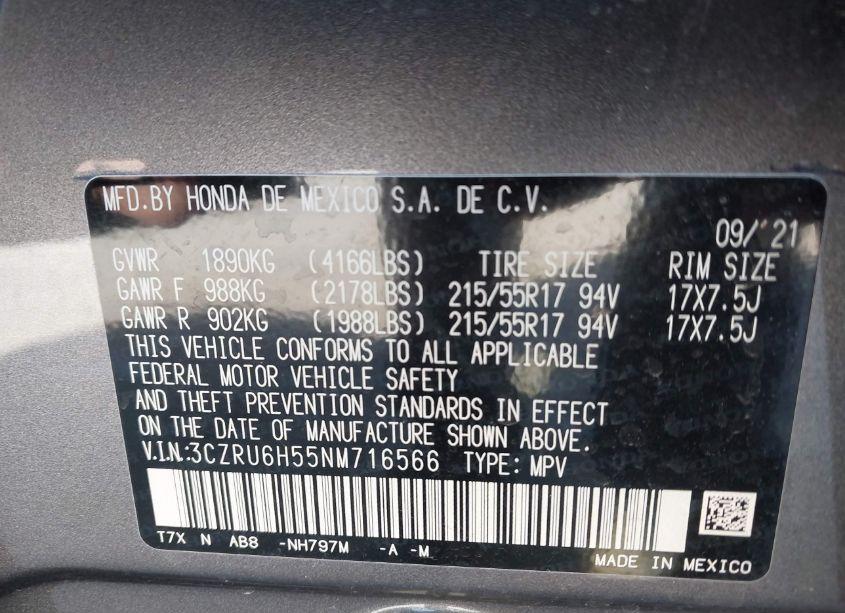 MFD.BY HONDA DE MEXICO S.A. DE C.V.
09/'21
GVWR 1890KG (4166LBS) TIRE SIZE RIM SIZE
GAWR F 988KG (2178LBS) 215/55R17 94V 17X7.5J
GAWR R 902KG (1988LBS) 215/55R17 94V 17X7.5J
THIS VEHICLE CONFORMS TO ALL APPLICABLE
FEDERAL MOTOR VEHICLE SAFETY
AND THEFT PREVENTION STANDARDS IN EFFECT
ON THE DATE OF MANUFACTURE SHOWN ABOVE.
V.I.N.:3CZRU6H55NM716566 TYPE: MPV
T7X N AB8 -NH797M -A -M
MADE IN MEXICO